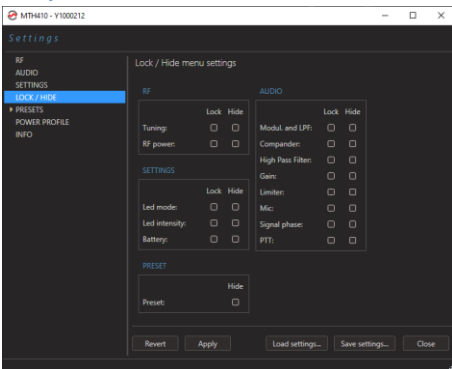 MTH410 - Y1000212
Settings
RF
AUDIO
SETTINGS
LOCK / HIDE
PRESETS
POWER PROFILE
INFO
Lock / Hide menu settings
RF
Lock Hide
Tuning:
RF power:
SETTINGS
Lock Hide
Led mode:
Led intensity:
Battery:
PRESET
Hide
Preset:
AUDIO
Lock Hide
Modul. and LPF:
Compander:
High Pass Filter:
Gain:
Limiter:
Mic:
Signal phase:
PTT:
Revert Apply Load settings... Save settings... Close